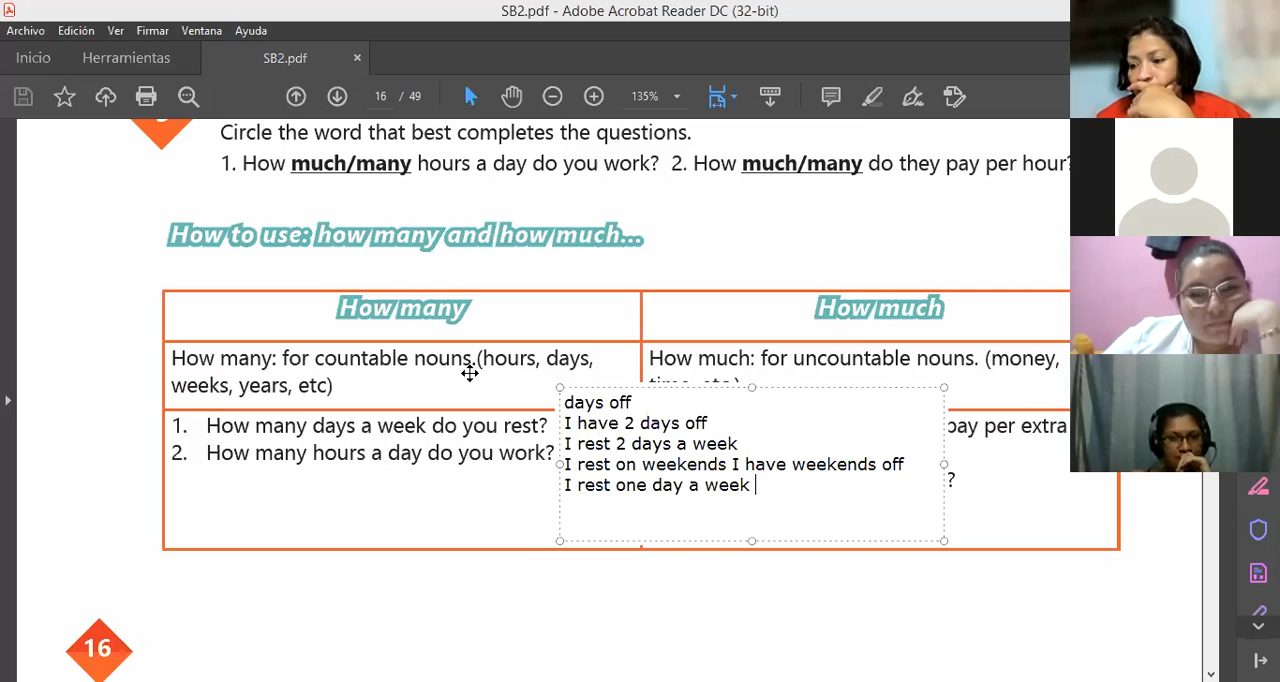 SB2.pdf - Adobe Acrobat Reader DC (32-bit)
Archivo Edición Ver Firmar Ventana Ayuda
Inicio Herramientas SB2.pdf ×
16 / 49 135%
Circle the word that best completes the questions.
1. How much/many hours a day do you work? 2. How much/many do they pay per hour?
How to use: how many and how much...
How many
How much
How many: for countable nouns.(hours, days,
weeks, years, etc)
How much: for uncountable nouns. (money,
1. How many days a week do you rest?
2. How many hours a day do you work?
pay per extra
?
days off
I have 2 days off
I rest 2 days a week
I rest on weekends I have weekends off
I rest one day a week
16